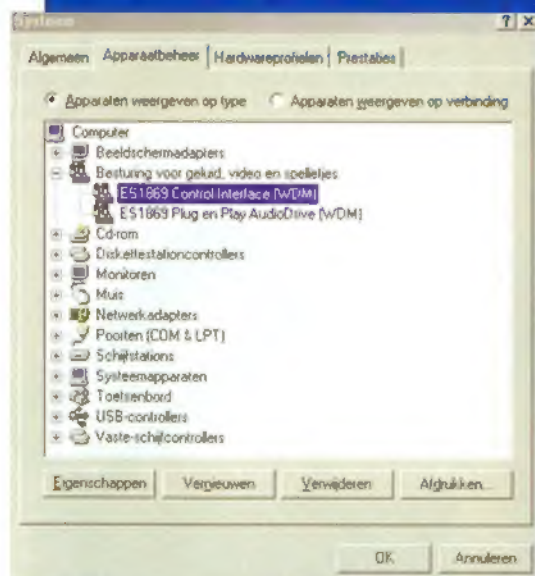 Systeem
Algemeen Apparaatbeheer Hardwareprofielen Prestaties
Apparaten weergeven op type Apparaten weergeven op verbinding
Computer
Beeldschermadapters
Besturing voor geluid, video en spelletjes
ES1869 Control Interface (WDM)
ES1869 Plug en Play AudioDrive (WDM)
Cd-rom
Diskettestationcontrollers
Monitoren
Muis
Netwerkadapters
Poorten (COM & LPT)
Schijfstations
Systeemapparaten
Toetsenbord
USB-controllers
Vaste-schijfcontrollers
Eigenschappen Vernieuwen Verwijderen Afdrukken...
OK Annuleren